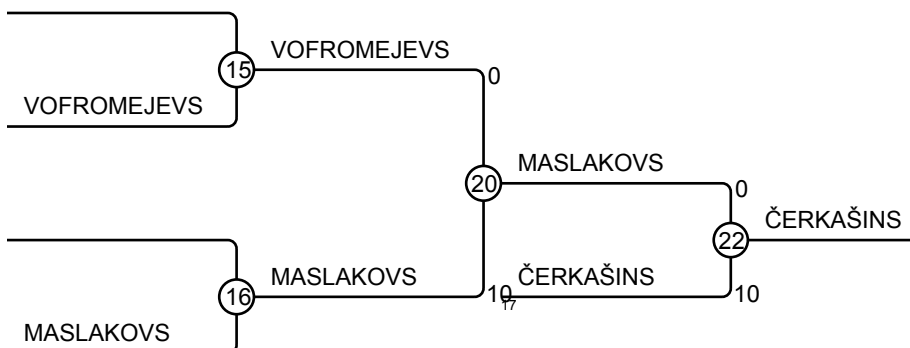 VOFROMEJEVS
15
0
VOFROMEJEVS
MASLAKOVS
20
0
ČERKAŠINS
22
MASLAKOVS
ČERKAŠINS
16
10
17
10
MASLAKOVS